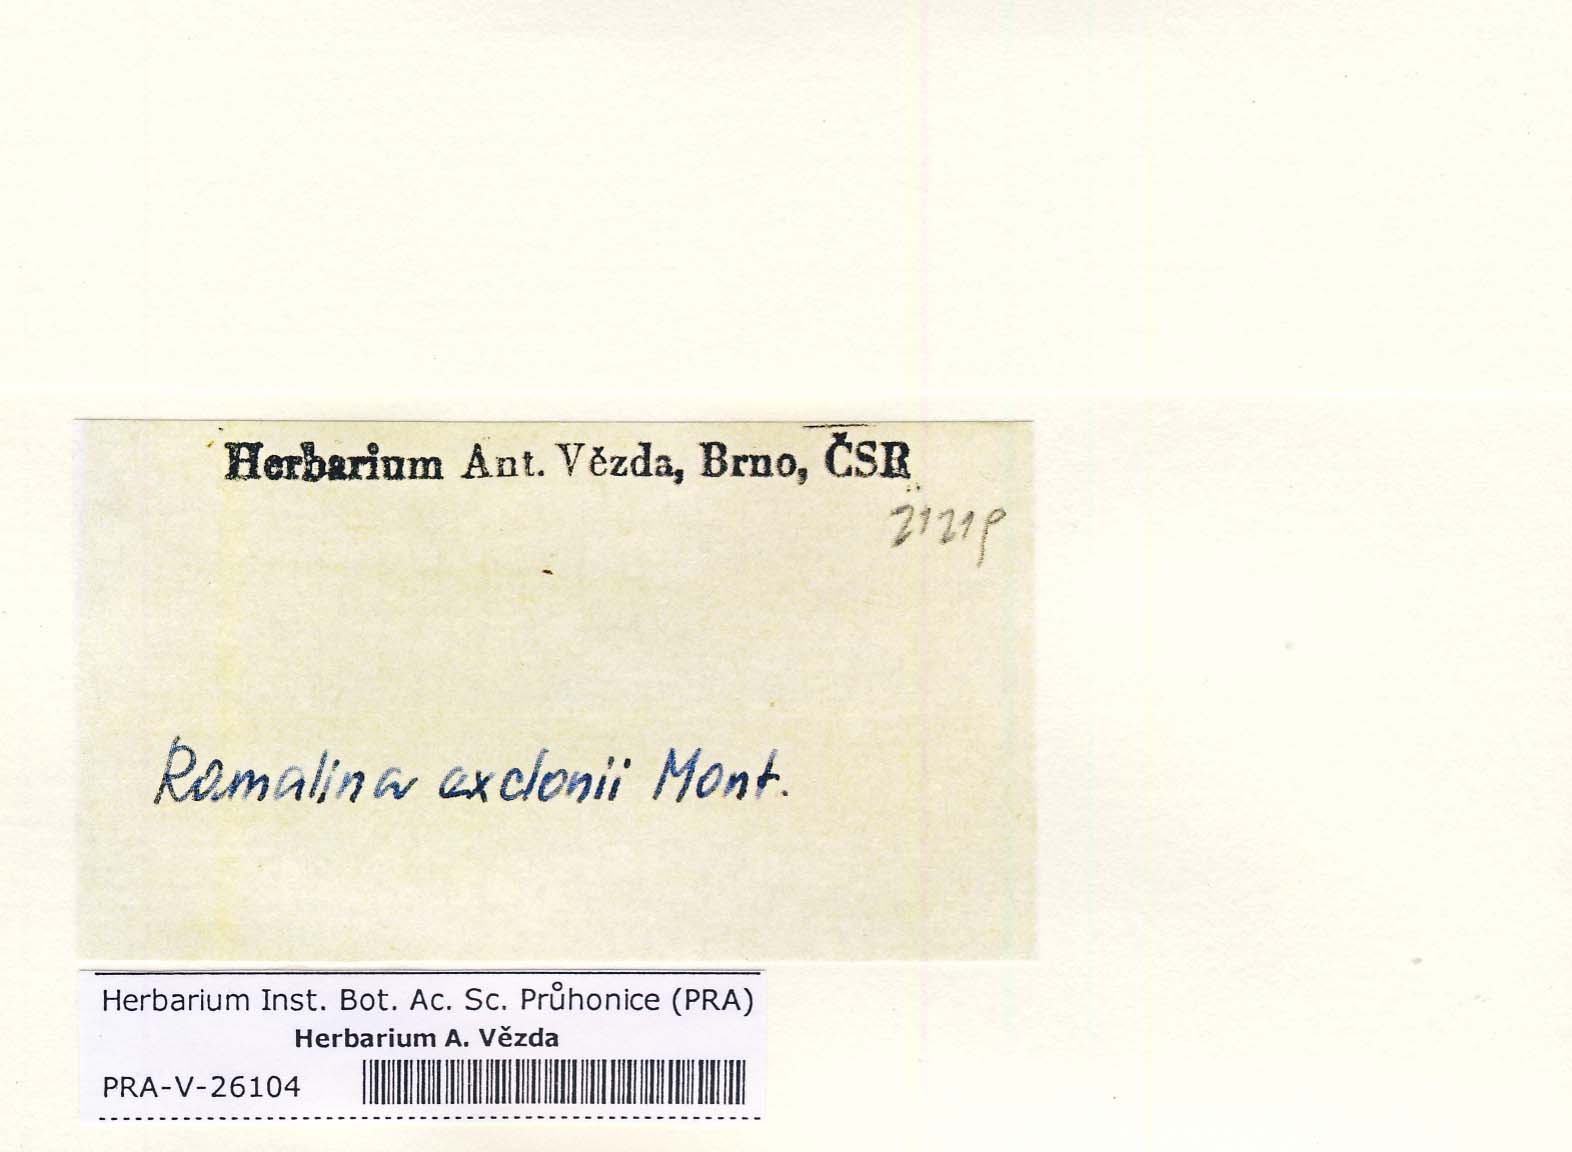 Herbarium Ant. Vězda, Brno, ČSR
2121p
Ramalina exclonii Mont.
Herbarium Inst. Bot. Ac. Sc. Průhonice (PRA)
Herbarium A. Vězda
PRA-V-26104